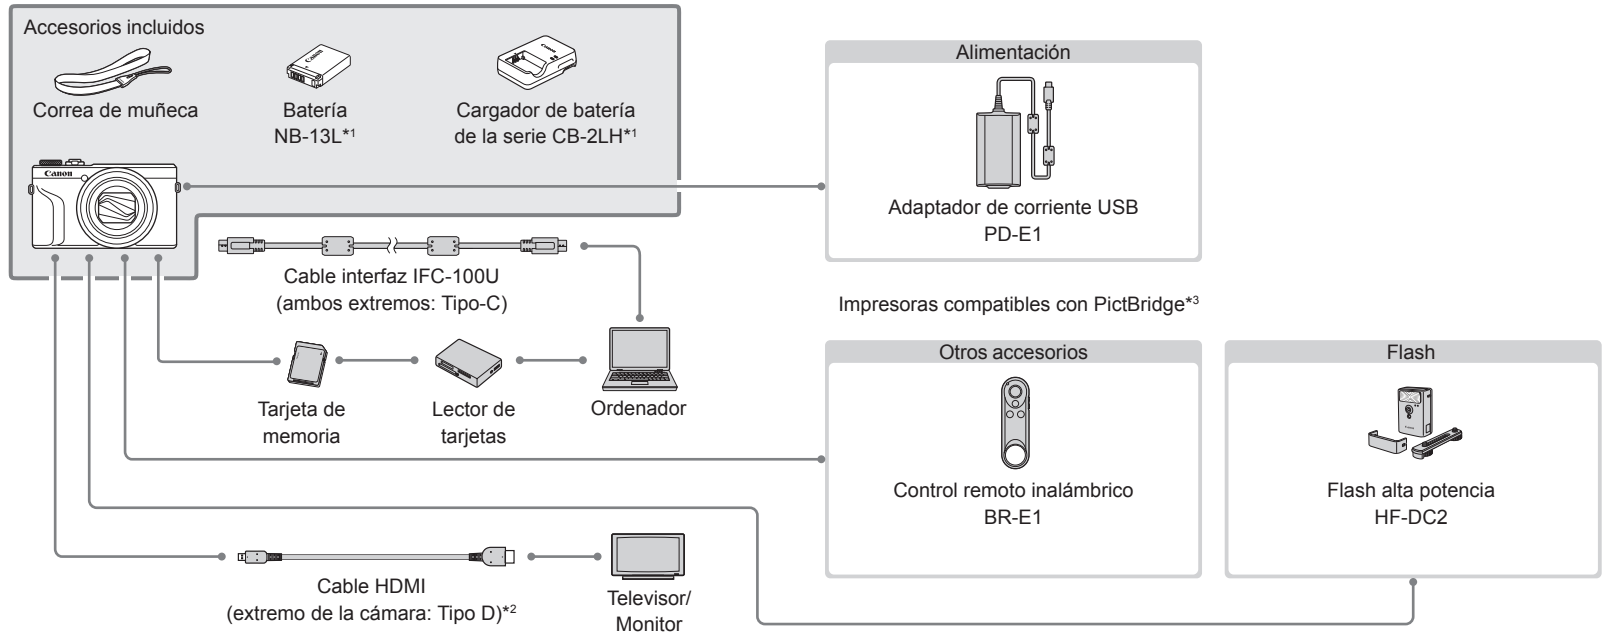 Accesorios incluidos
Correa de muñeca
Batería
NB-13L*1
Cargador de batería
de la serie CB-2LH*1
Canon
Alimentación
Adaptador de corriente USB
PD-E1
Cable interfaz IFC-100U
(ambos extremos: Tipo-C)
Impresoras compatibles con PictBridge*3
Tarjeta de
memoria
Lector de
tarjetas
Ordenador
Otros accesorios
Control remoto inalámbrico
BR-E1
Flash
Flash alta potencia
HF-DC2
Cable HDMI
(extremo de la cámara: Tipo D)*2
Televisor/
Monitor